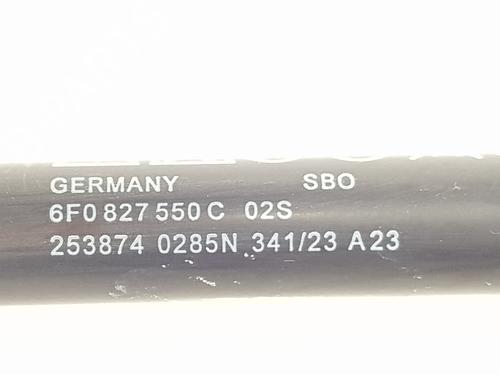 GERMANY SBO
6F0 827 550 C 02S
253874 0285N 341/23 A23